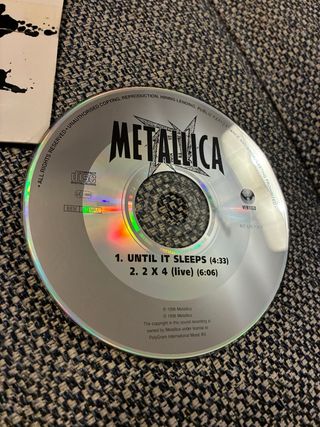 • ALL RIGHTS RESERVED • UNAUTHORISED COPYING, REPRODUCTION, HIRING, LENDING, PUBLIC
METALLICA
VERTIGO
1. UNTIL IT SLEEPS (4:33)
2. 2 X 4 (live) (6:06)
℗ 1996 Metallica
© 1996 Metallica
The copyright in this sound recording is
owned by Metallica under license to
PolyGram International Music BV.